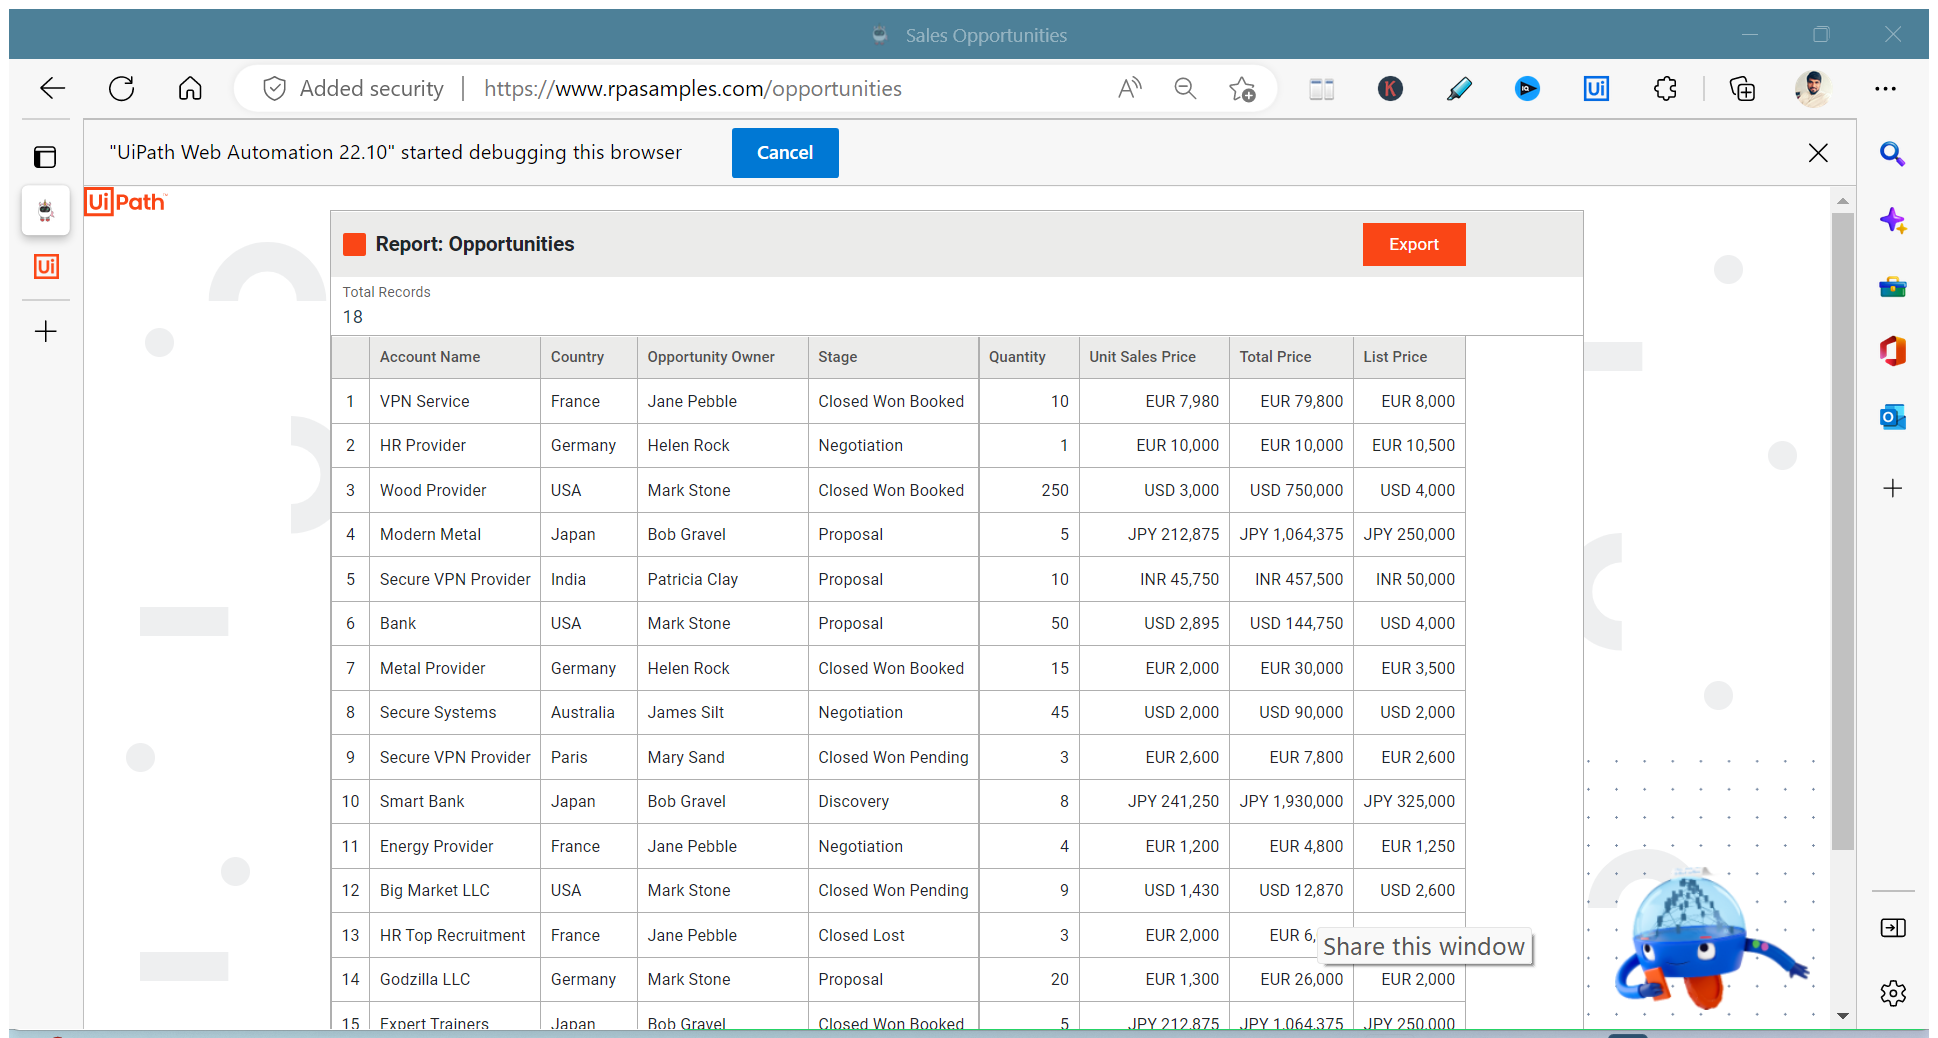 Sales Opportunities
Added security | https://www.rpasamples.com/opportunities
"UiPath Web Automation 22.10" started debugging this browser Cancel
UiPath
Report: Opportunities Export
Total Records
18
Account Name Country Opportunity Owner Stage Quantity Unit Sales Price Total Price List Price
1 VPN Service France Jane Pebble Closed Won Booked 10 EUR 7,980 EUR 79,800 EUR 8,000
2 HR Provider Germany Helen Rock Negotiation 1 EUR 10,000 EUR 10,000 EUR 10,500
3 Wood Provider USA Mark Stone Closed Won Booked 250 USD 3,000 USD 750,000 USD 4,000
4 Modern Metal Japan Bob Gravel Proposal 5 JPY 212,875 JPY 1,064,375 JPY 250,000
5 Secure VPN Provider India Patricia Clay Proposal 10 INR 45,750 INR 457,500 INR 50,000
6 Bank USA Mark Stone Proposal 50 USD 2,895 USD 144,750 USD 4,000
7 Metal Provider Germany Helen Rock Closed Won Booked 15 EUR 2,000 EUR 30,000 EUR 3,500
8 Secure Systems Australia James Silt Negotiation 45 USD 2,000 USD 90,000 USD 2,000
9 Secure VPN Provider Paris Mary Sand Closed Won Pending 3 EUR 2,600 EUR 7,800 EUR 2,600
10 Smart Bank Japan Bob Gravel Discovery 8 JPY 241,250 JPY 1,930,000 JPY 325,000
11 Energy Provider France Jane Pebble Negotiation 4 EUR 1,200 EUR 4,800 EUR 1,250
12 Big Market LLC USA Mark Stone Closed Won Pending 9 USD 1,430 USD 12,870 USD 2,600
13 HR Top Recruitment France Jane Pebble Closed Lost 3 EUR 2,000 EUR 6,
Share this window
14 Godzilla LLC Germany Mark Stone Proposal 20 EUR 1,300 EUR 26,000 EUR 2,000
15 Expert Trainers Japan Bob Gravel Closed Won Booked 5 JPY 212,875 JPY 1,064,375 JPY 250,000